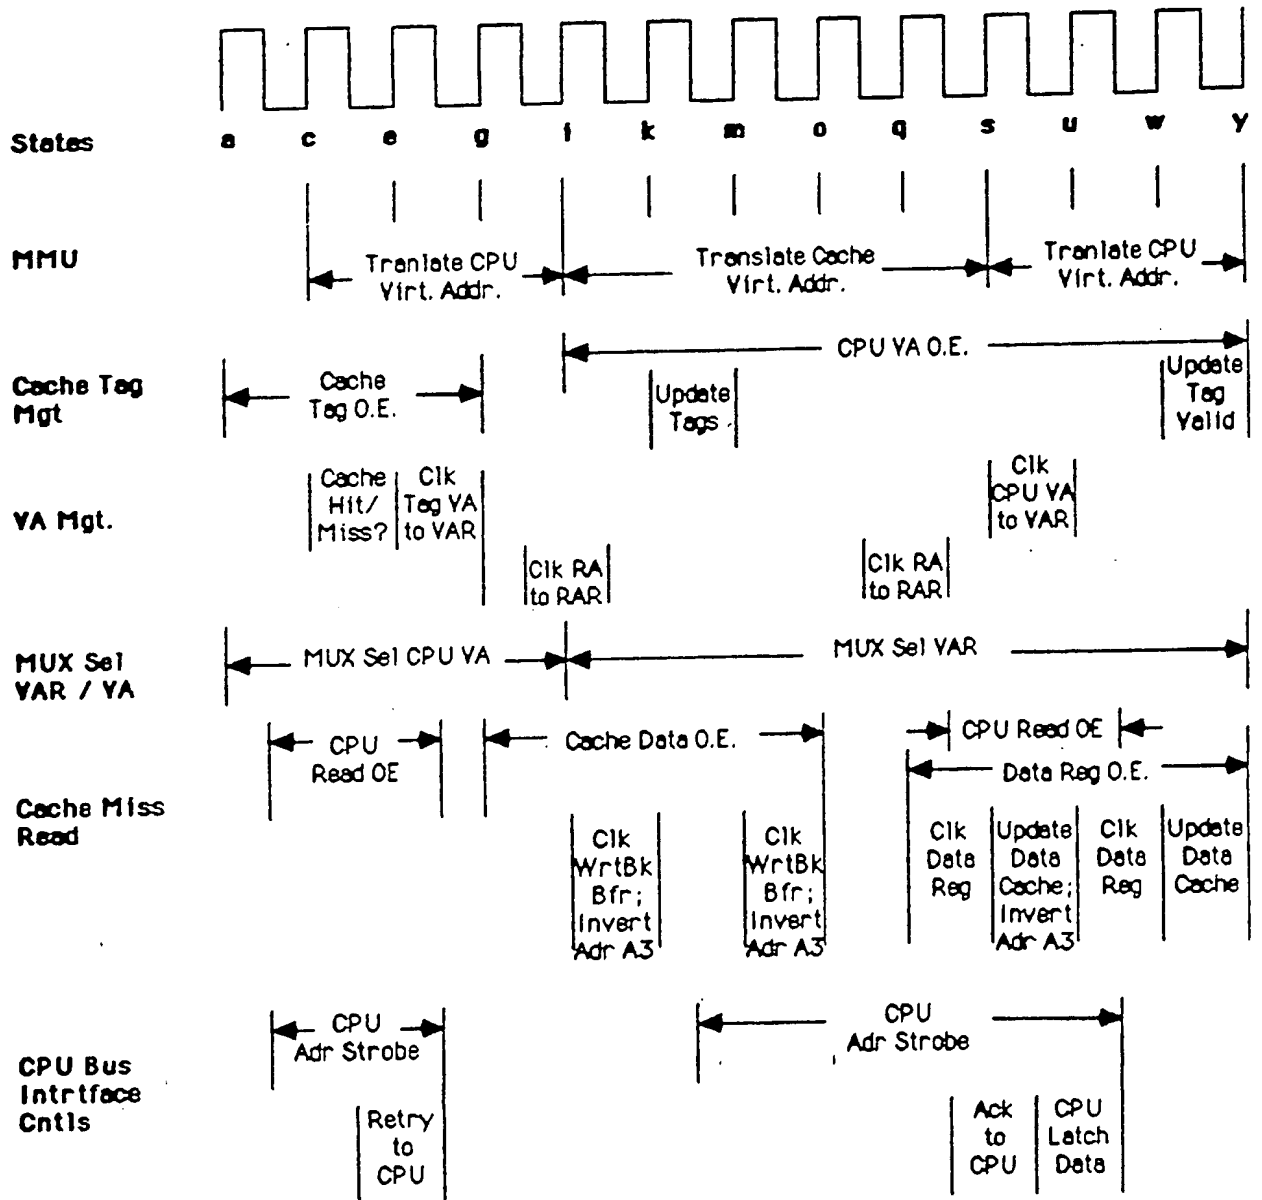 States a c e g i k m o q s u w y
MMU
Tranlate CPU
Virt. Addr.
Translate Cache
Virt. Addr.
Tranlate CPU
Virt. Addr.
CPU VA O.E.
Cache Tag
Mgt
Cache
Tag O.E.
Update
Tags
Update
Tag
Valid
VA Mgt.
Cache
Hit/
Miss?
Clk
Tag VA
to VAR
Clk
CPU VA
to VAR
Clk RA
to RAR
Clk RA
to RAR
MUX Sel
VAR / VA
MUX Sel CPU VA
MUX Sel VAR
Cache Miss
Read
CPU
Read OE
Cache Data O.E.
CPU Read OE
Data Reg O.E.
Clk
WrtBk
Bfr;
Invert
Adr A3
Clk
WrtBk
Bfr;
Invert
Adr A3
Clk
Data
Reg
Update
Data
Cache;
Invert
Adr A3
Clk
Data
Reg
Update
Data
Cache
CPU Bus
Intrtface
Cntls
CPU
Adr Strobe
CPU
Adr Strobe
Retry
to
CPU
Ack
to
CPU
CPU
Latch
Data